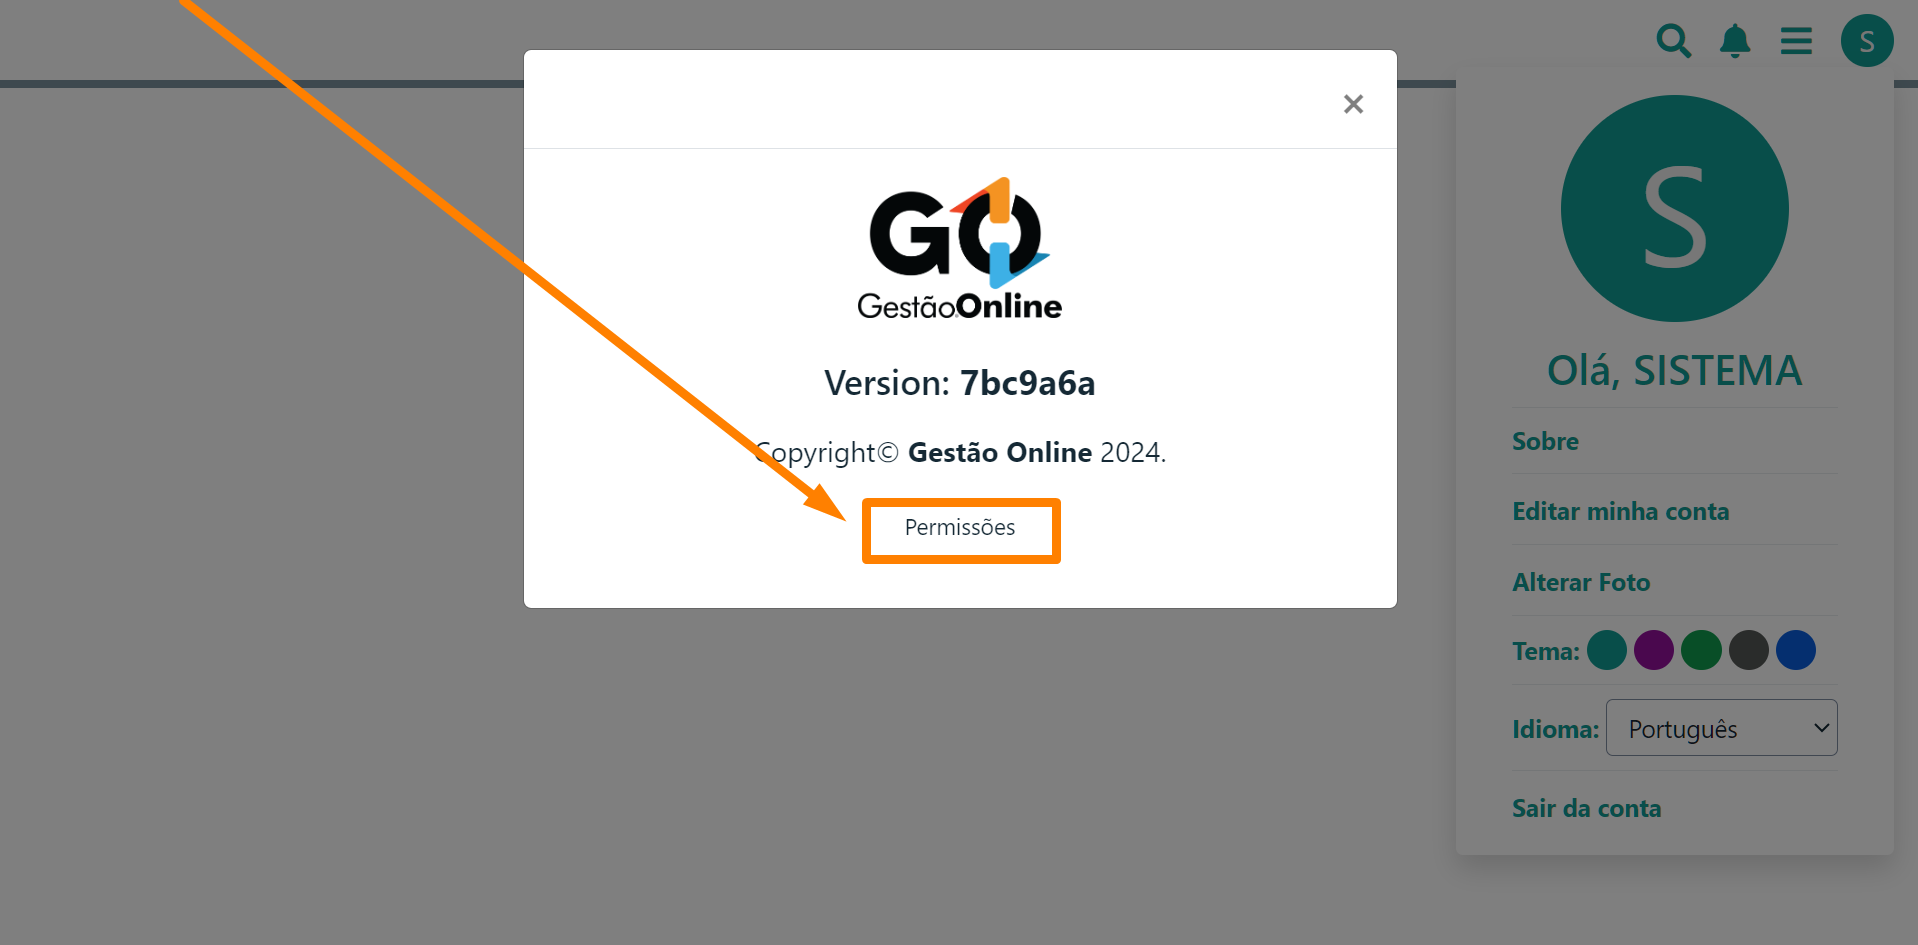 S
×
GO
GestãoOnline
Version: 7bc9a6a
Copyright© Gestão Online 2024.
Permissões
S
Olá, SISTEMA
Sobre
Editar minha conta
Alterar Foto
Tema:
Idioma: Português
Sair da conta